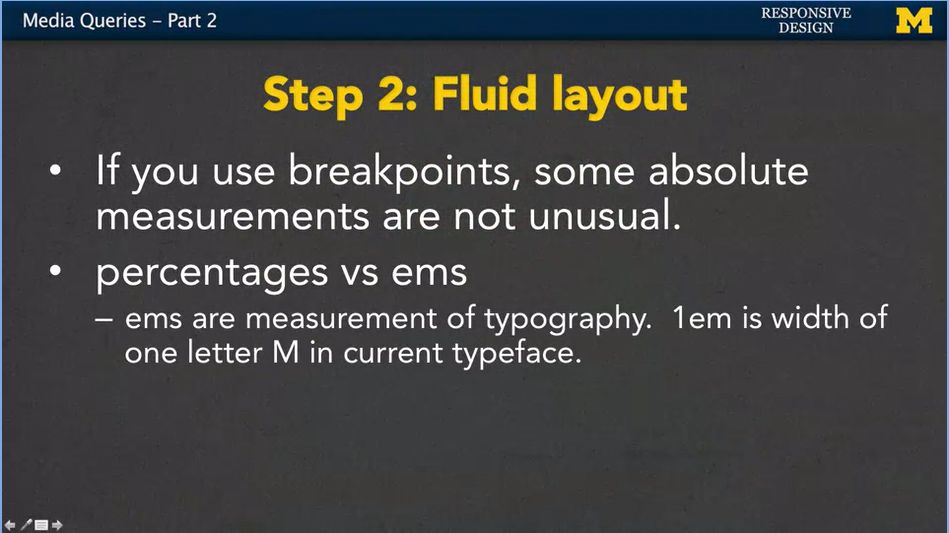 Media Queries – Part 2
RESPONSIVE
DESIGN
M
Step 2: Fluid layout
• If you use breakpoints, some absolute
measurements are not unusual.
• percentages vs ems
– ems are measurement of typography.  1em is width of
one letter M in current typeface.